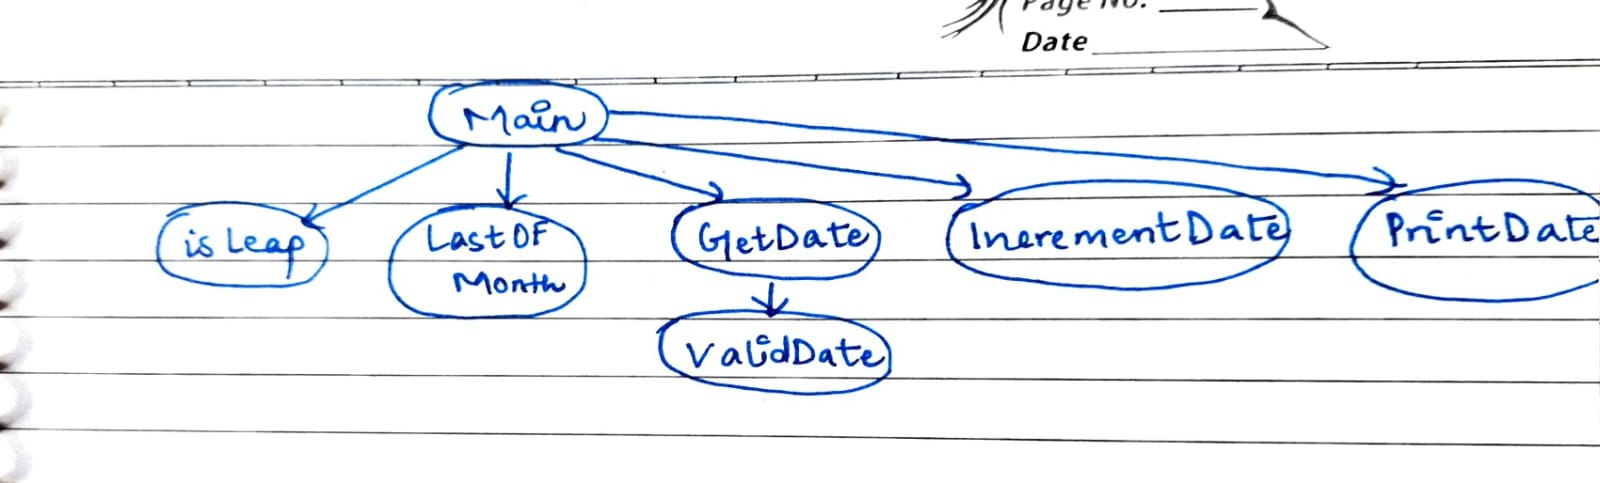 Page No.
Date
Main
is Leap
Last OF
Month
GetDate
IncrementDate
PrintDate
ValidDate